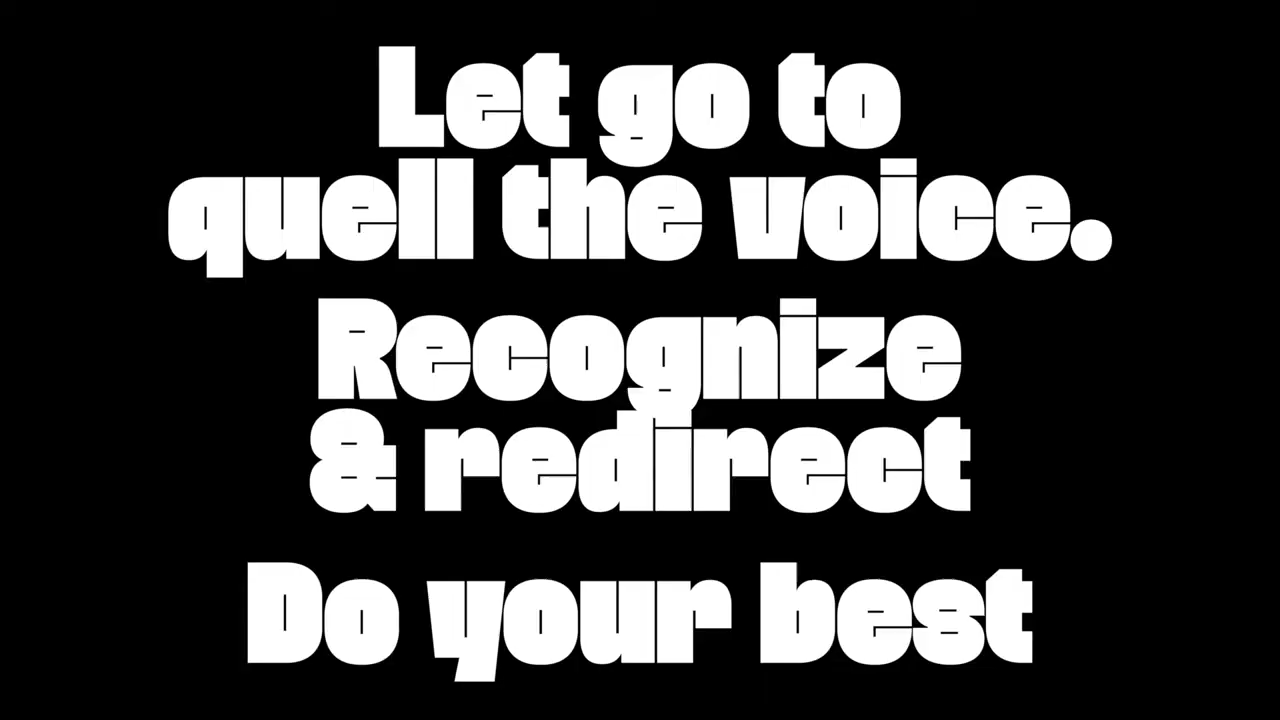 Let go to
quell the voice.
Recognize
& redirect
Do your best